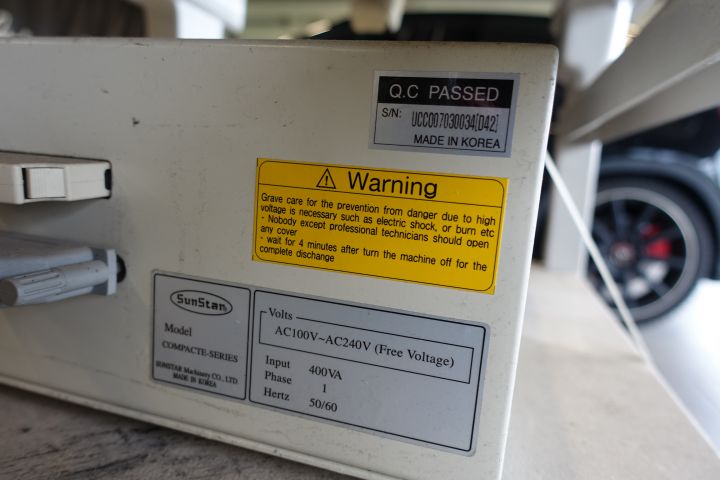 Q.C PASSED
S/N: UCC0D7030034[D42]
MADE IN KOREA
Warning
Grave care for the prevention from danger due to high
voltage is necessary such as electric shock, or burn etc
- Nobody except professional technicians should open
any cover
- wait for 4 minutes after turn the machine off for the
complete discharge
SunStar
Model
COMPACTE-SERIES
SUNSTAR Machinery CO., LTD.
MADE IN KOREA
Volts
AC100V~AC240V (Free Voltage)
Input 400VA
Phase 1
Hertz 50/60